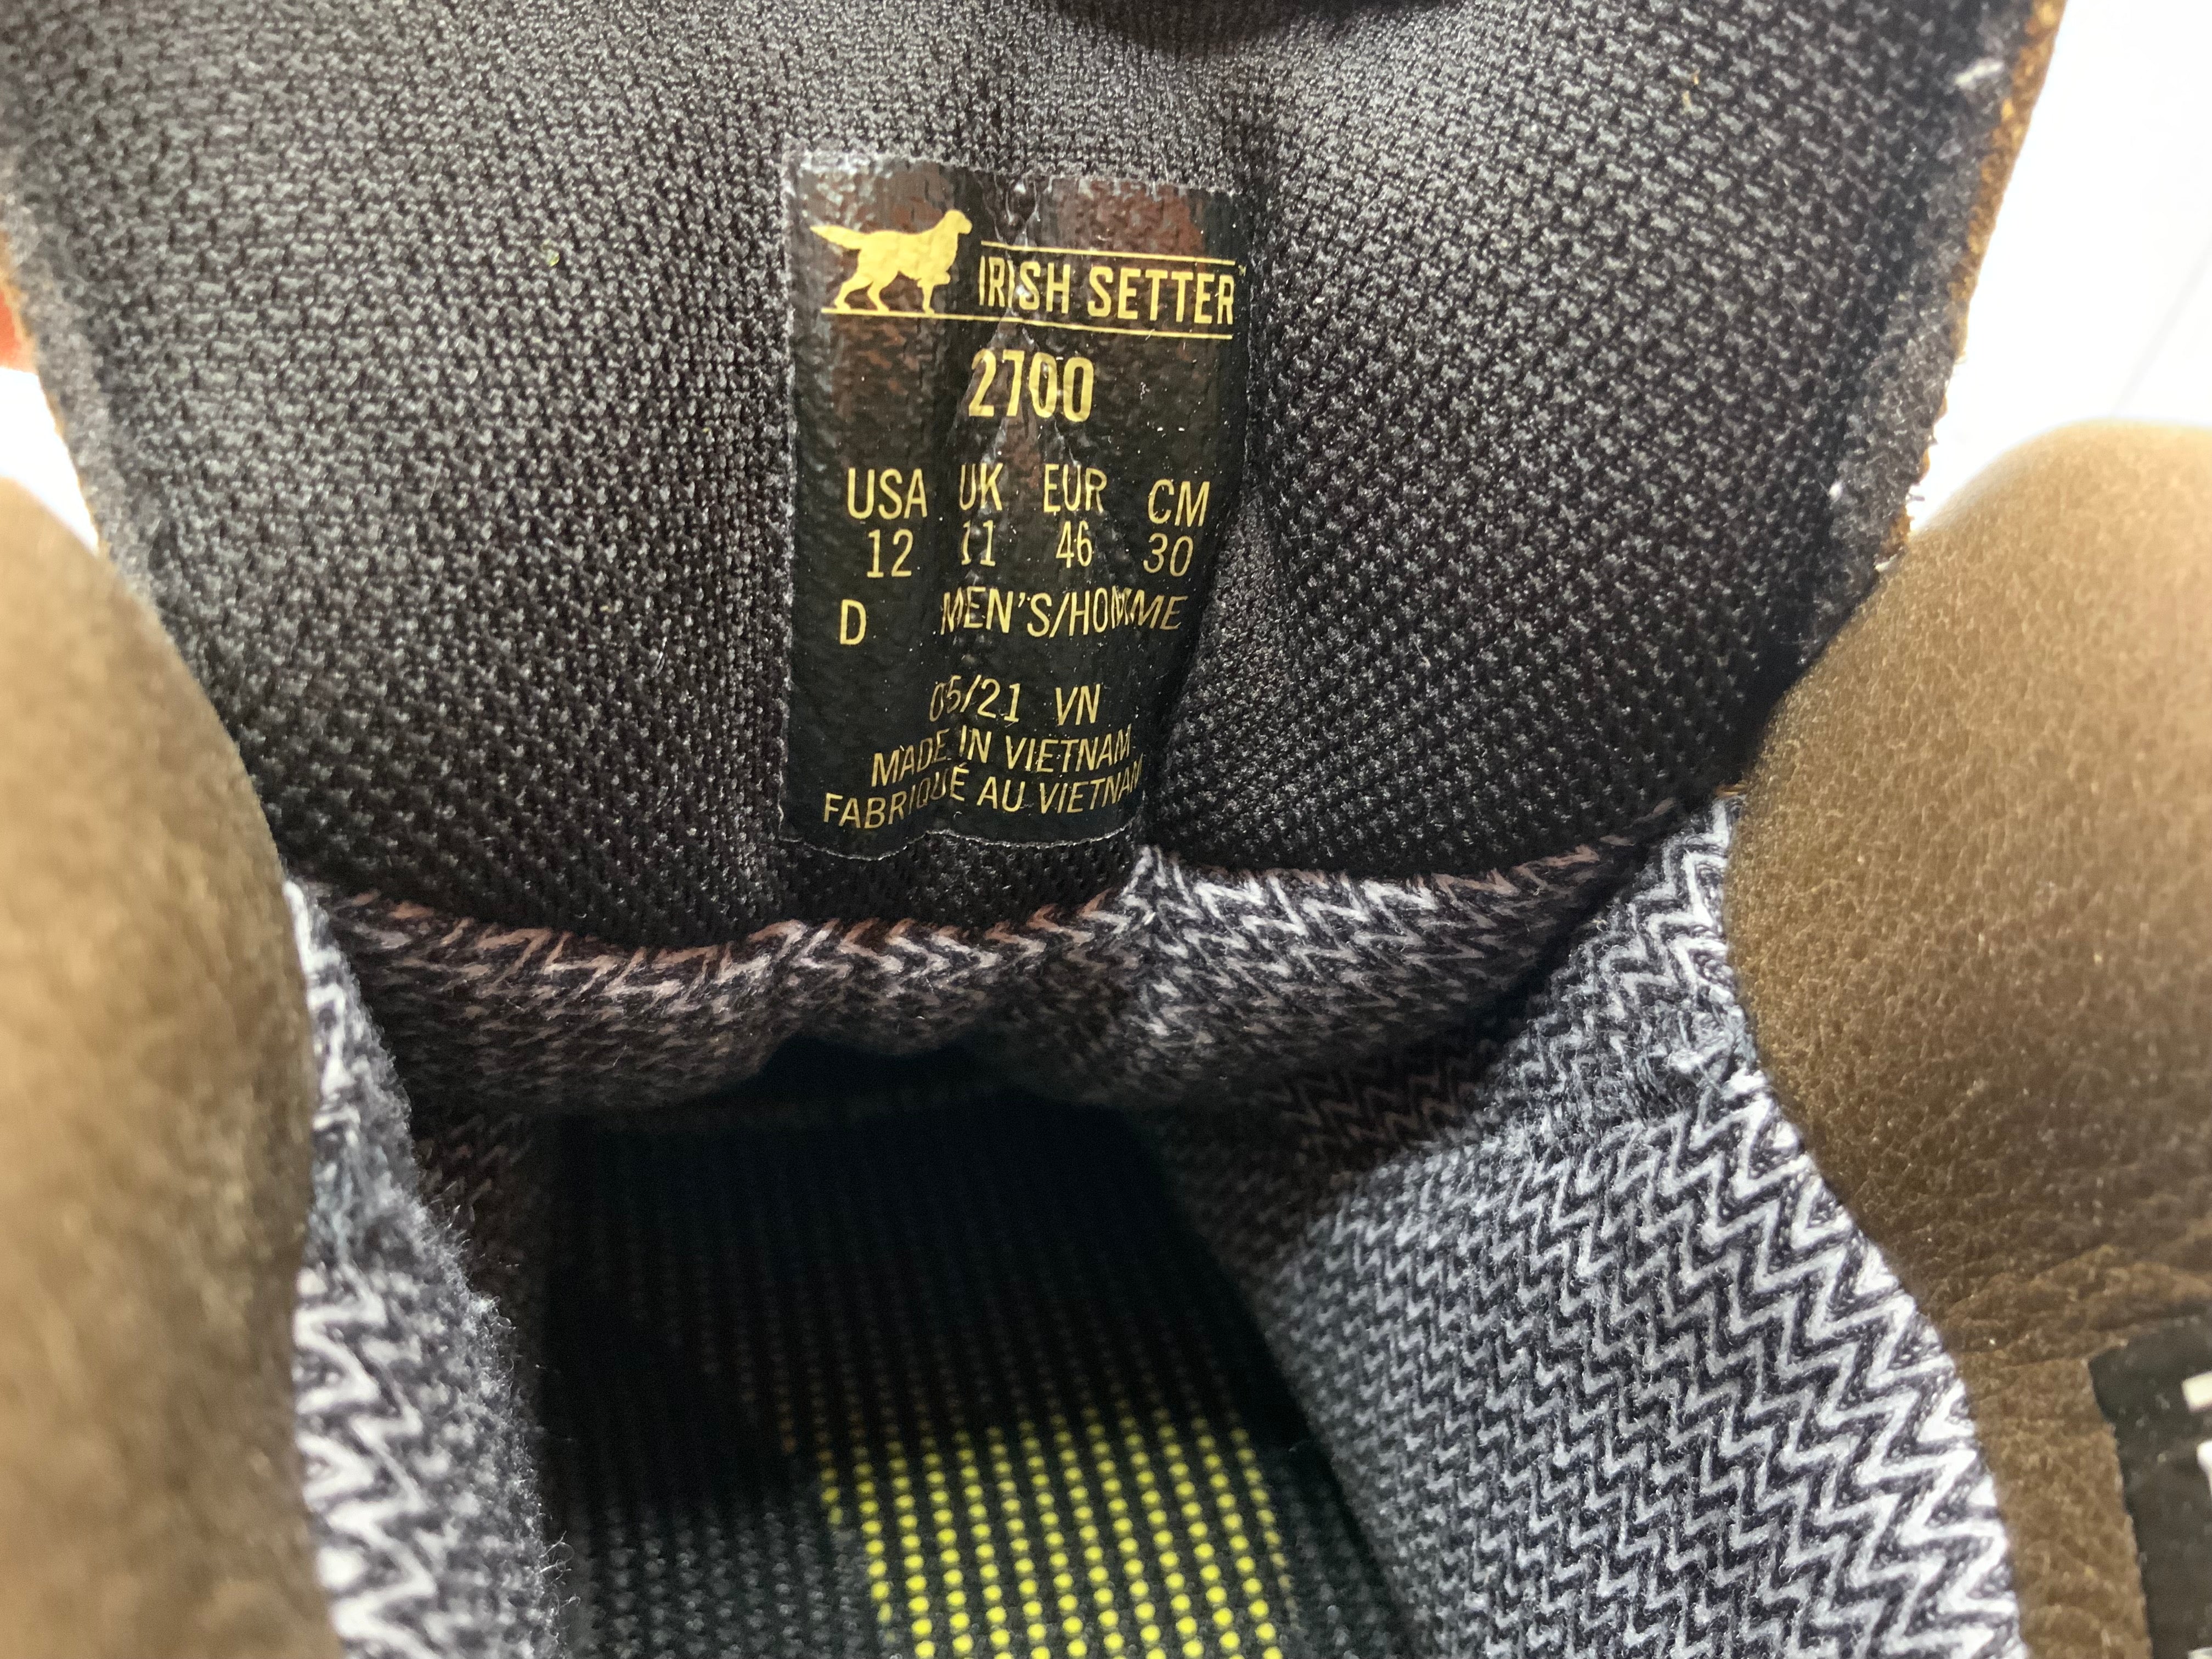 IRISH SETTER
2700
USA UK EUR CM
12 11 46 30
D MEN'S/HOMME
05/21 VN
MADE IN VIETNAM
FABRIQUÉ AU VIETNAM